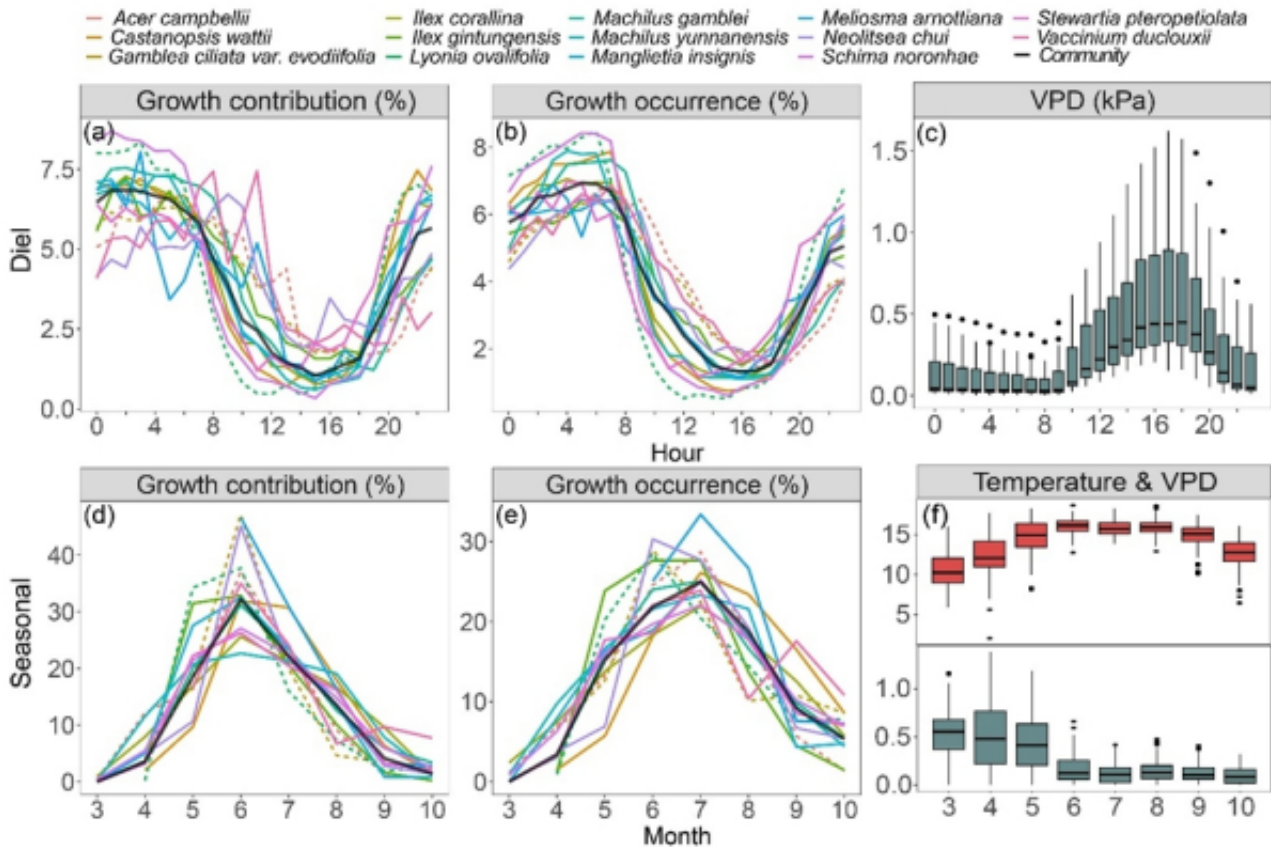 Acer campbellii Ilex corallina Machilus gamblei Meliosma arnottiana Stewartia pteropetiolata
Castanopsis wattii Ilex gintungensis Machilus yunnanensis Neolitsea chui Vaccinium duclouxii
Gamblea ciliata var. evodiifolia Lyonia ovalifolia Manglietia insignis Schima noronhae Community
Growth contribution (%) Growth occurrence (%) VPD (kPa)
(a) (b) (c)
Diel
7.5
5.0
2.5
0.0
8
6
4
2
1.5
1.0
0.5
0.0
0 4 8 12 16 20 0 4 8 12 16 20 0 4 8 12 16 20
Hour
Growth contribution (%) Growth occurrence (%) Temperature & VPD
(d) (e) (f)
Seasonal
40
30
20
10
0
30
20
10
0
15
10
5
1.0
0.5
0.0
3 4 5 6 7 8 9 10 3 4 5 6 7 8 9 10 3 4 5 6 7 8 9 10
Month